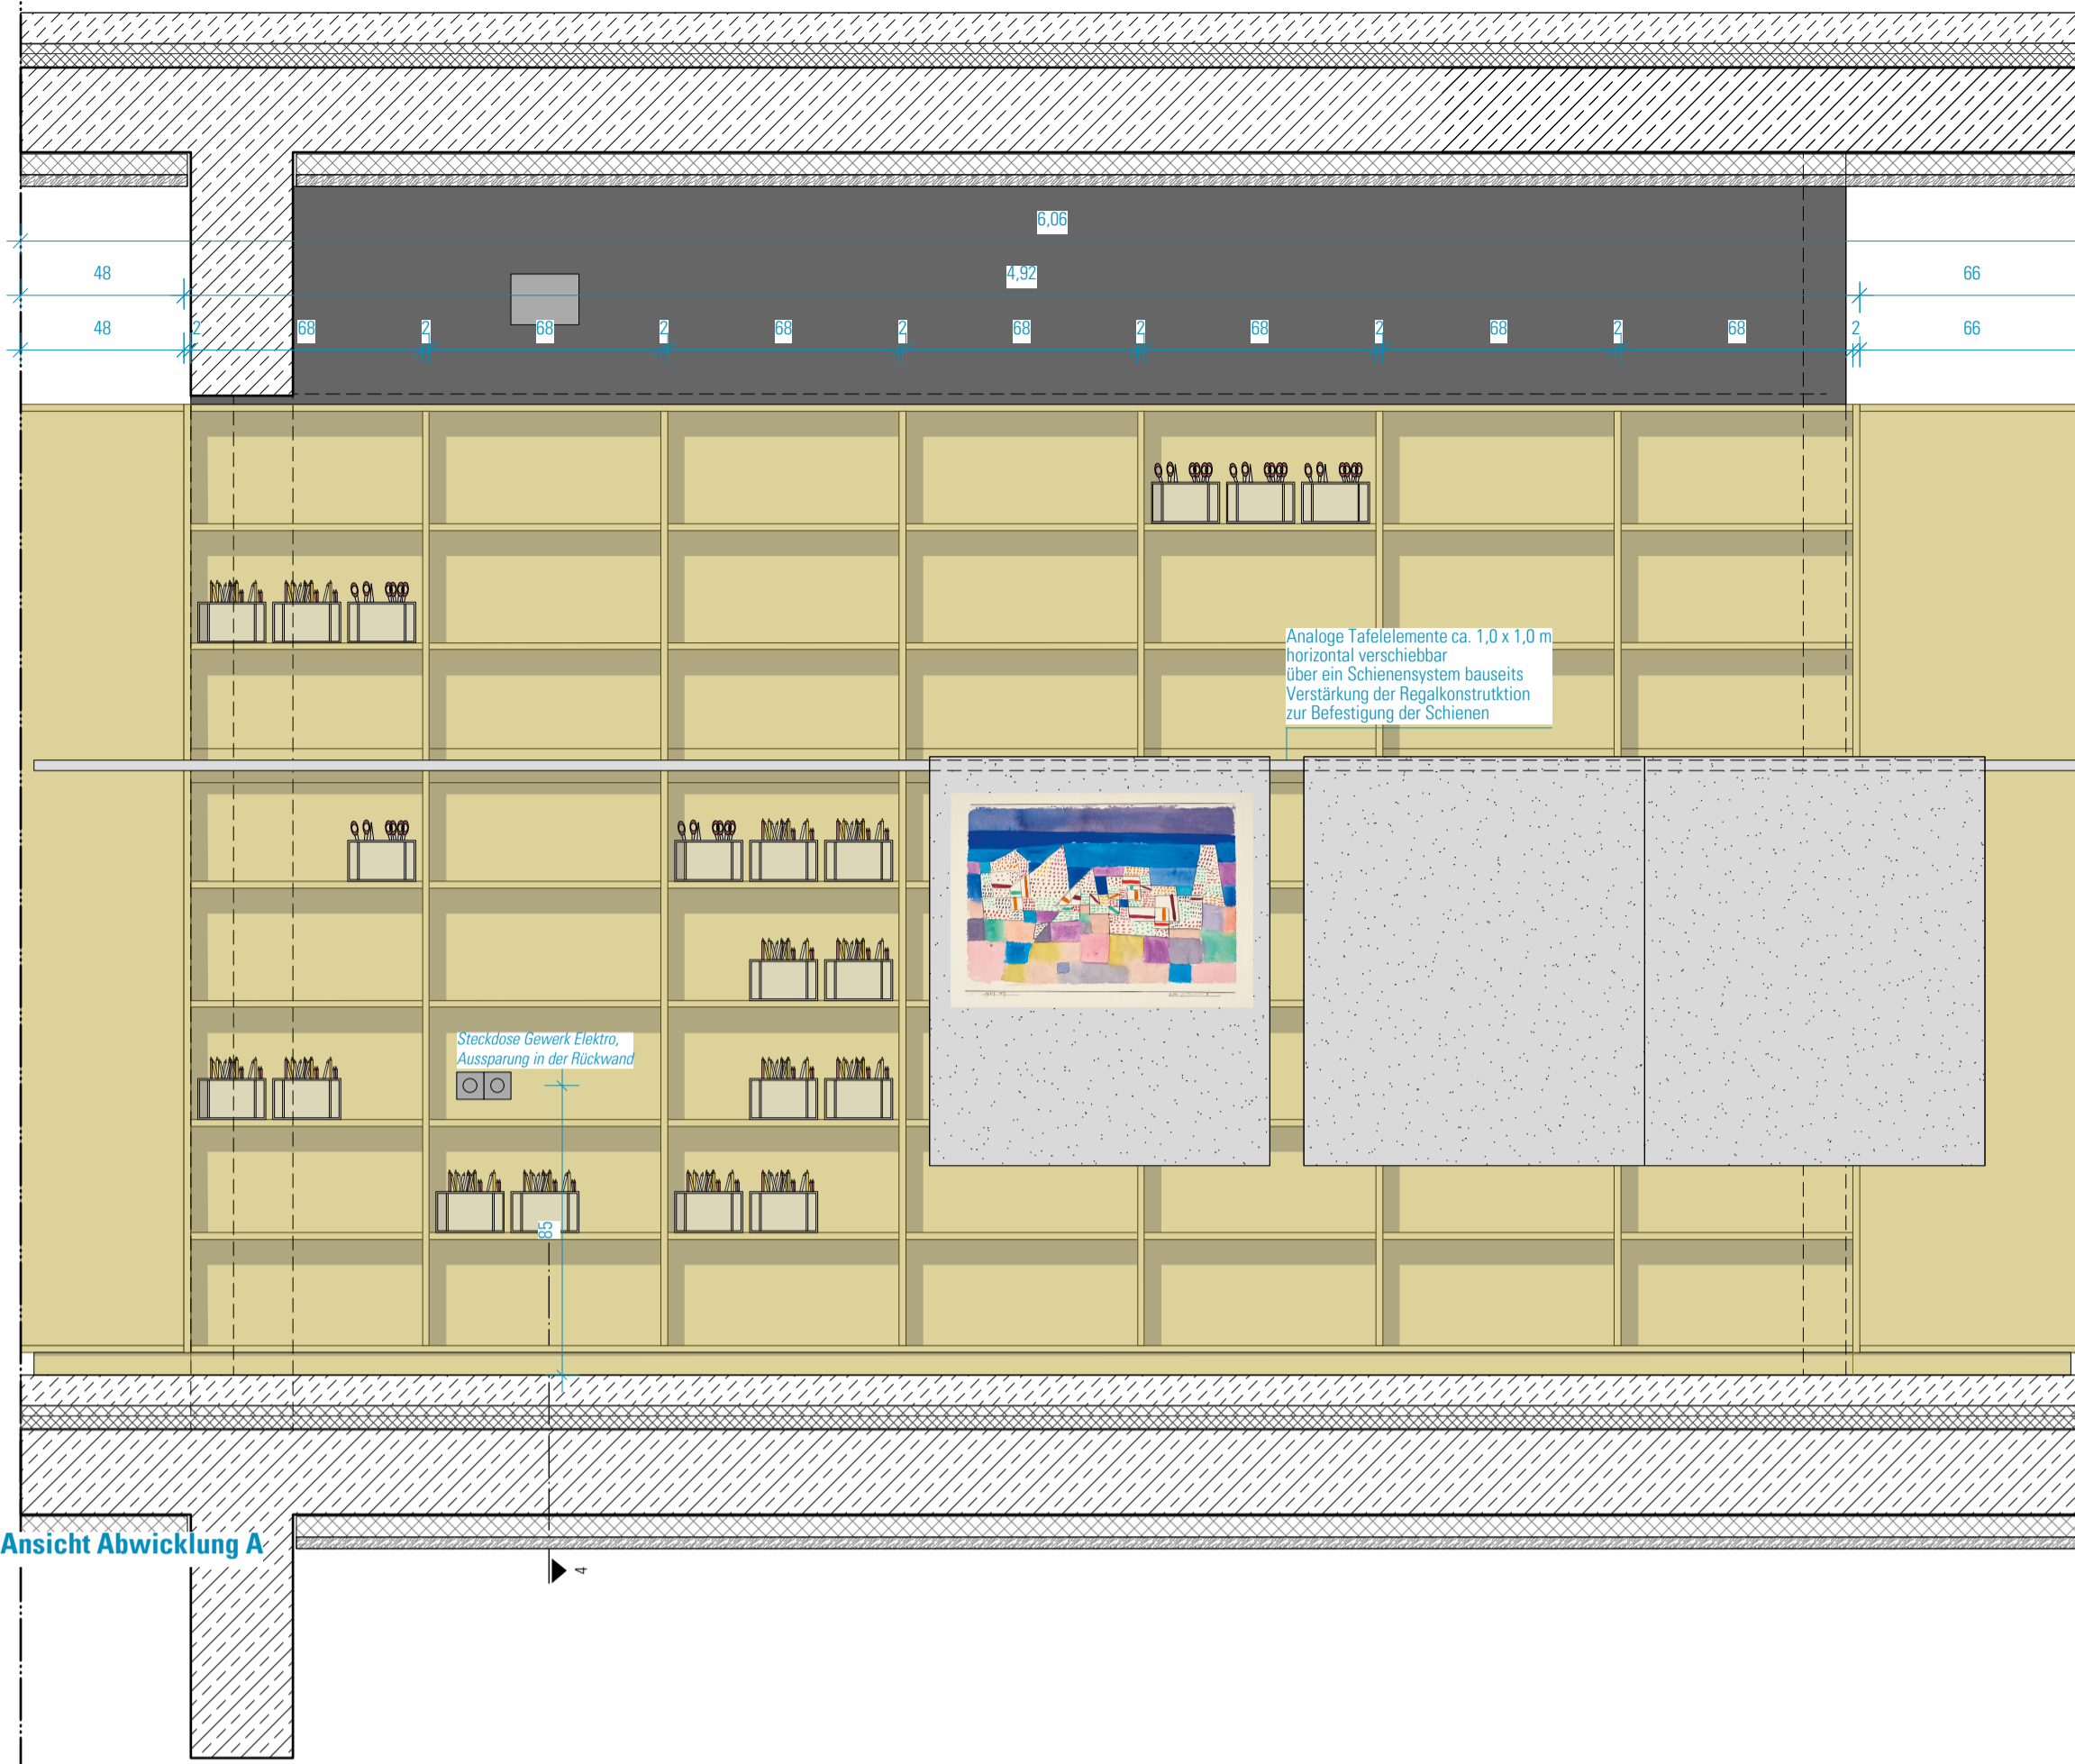 6,06
48 4,92 66
48 2 68 2 68 2 68 2 68 2 68 2 68 2 68 2 66
Analoge Tafelelemente ca. 1,0 x 1,0 m
horizontal verschiebbar
über ein Schienensystem bauseits
Verstärkung der Regalkonstrutktion
zur Befestigung der Schienen
Steckdose Gewerk Elektro,
Aussparung in der Rückwand
85
Ansicht Abwicklung A
4